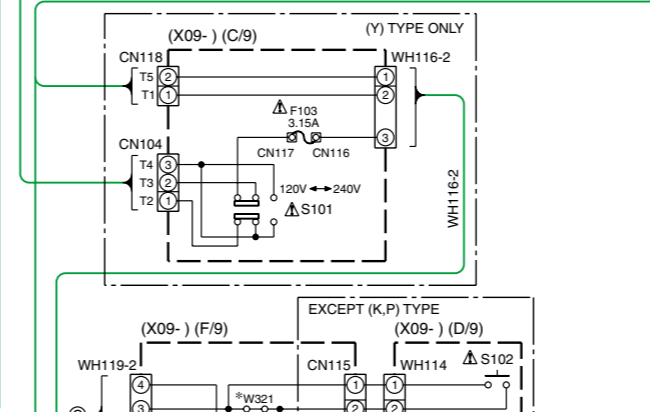 (Y) TYPE ONLY
(X09- ) (C/9)
CN118
WH116-2
T5 2 1
T1 1 2
⚠ F103
3.15A
3
CN104
CN117 CN116
T4 3
T3 2
T2 1
120V ↔ 240V
⚠ S101
WH116-2
EXCEPT (K,P) TYPE
(X09- ) (F/9)
(X09- ) (D/9)
WH119-2
CN115
WH114
⚠ S102
4 1 1
*W321
3 2 2